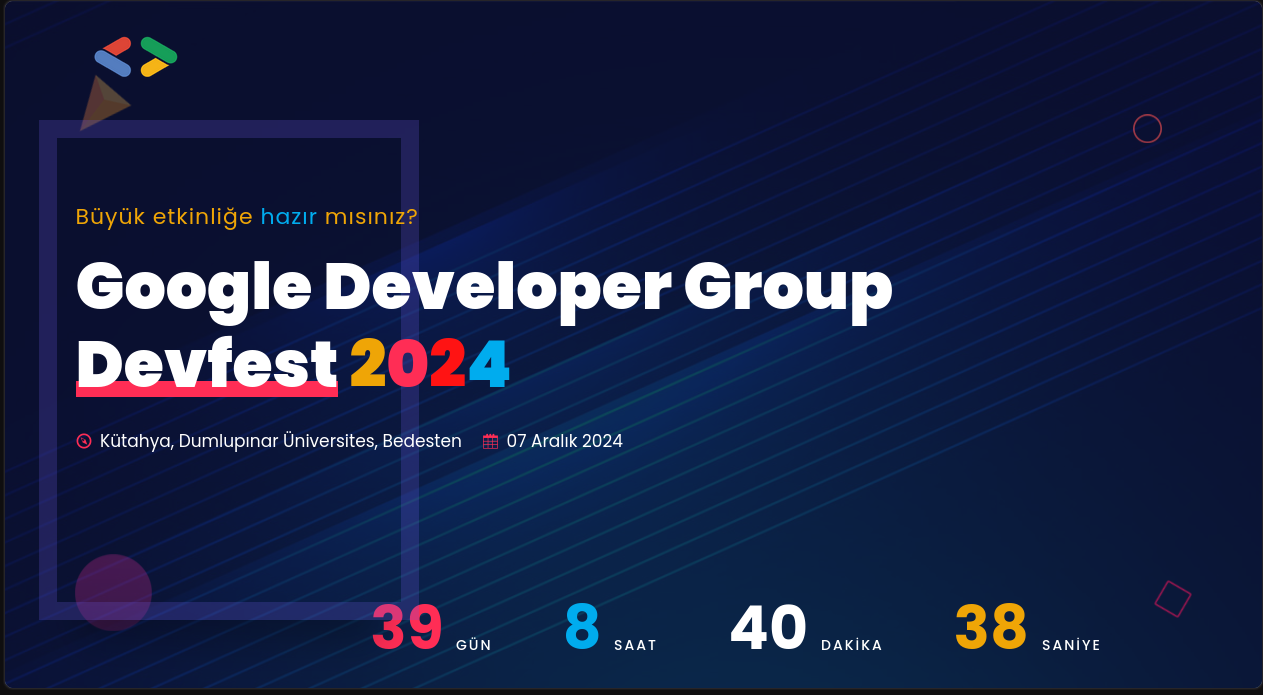 Büyük etkinliğe hazır mısınız?
Google Developer Group
Devfest 2024
Kütahya, Dumlupınar Üniversites, Bedesten 07 Aralık 2024
39 GÜN 8 SAAT 40 DAKİKA 38 SANİYE